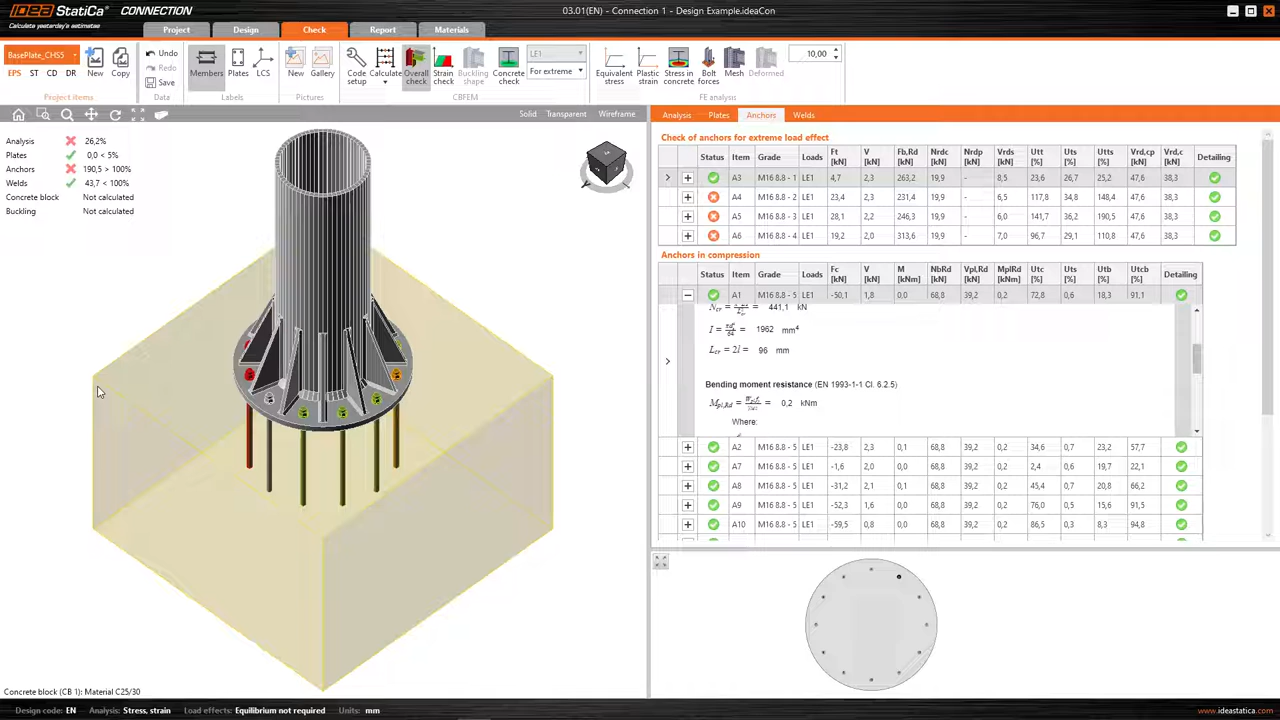 IDEA StatiCa CONNECTION
Calculate yesterday's estimates
03.01(EN) - Connection 1 - Design Example.ideaCon
Project Design Check Report Materials
BasePlate_CHS5
EPS ST CD DR
New Copy
Project items
Undo
Redo
Save
Data
Members Plates LCS
Labels
New Gallery
Pictures
Code setup Calculate Overall check Strain check Buckling shape Concrete check
LE1
For extreme
CBFEM
Equivalent stress Plastic strain Stress in concrete Bolt forces Mesh Deformed
10,00
FE analysis
Solid Transparent Wireframe
Analysis 26,2%
Plates 0,0 < 5%
Anchors 190,5 > 100%
Welds 43,7 < 100%
Concrete block Not calculated
Buckling Not calculated
Concrete block (CB 1): Material C25/30
Analysis Plates Anchors Welds
Check of anchors for extreme load effect
Status Item Grade Loads Ft [kN] V [kN] Fb,Rd [kN] Nrdc [kN] Nrdp [kN] Vrds [kN] Utt [%] Uts [%] Utts [%] Vrd,cp [kN] Vrd,c [kN] Detailing
A3 M16 8.8 - 1 LE1 4,7 2,3 263,2 19,9 - 8,5 23,6 26,7 25,2 47,6 38,3
A4 M16 8.8 - 2 LE1 23,4 2,2 231,4 19,9 - 6,5 117,8 34,8 148,4 47,6 38,3
A5 M16 8.8 - 3 LE1 28,1 2,2 246,3 19,9 - 6,0 141,7 36,2 190,5 47,6 38,3
A6 M16 8.8 - 4 LE1 19,2 2,0 313,6 19,9 - 7,0 96,7 29,1 110,8 47,6 38,3
Anchors in compression
Status Item Grade Loads Fc [kN] V [kN] M [kNm] NbRd [kN] Vpl,Rd [kN] MplRd [kNm] Utc [%] Uts [%] Utb [%] Utcb [%] Detailing
A1 M16 8.8 - 5 LE1 -50,1 1,8 0,0 68,8 39,2 0,2 72,8 0,6 18,3 91,1
441,1 kN
I = πd⁴/64 = 1962 mm⁴
Lcr = 2l = 96 mm
Bending moment resistance (EN 1993-1-1 Cl. 6.2.5)
0,2 kNm
Where:
A2 M16 8.8 - 5 LE1 -23,8 2,3 0,1 68,8 39,2 0,2 34,6 0,7 23,2 57,7
A7 M16 8.8 - 5 LE1 -1,6 2,0 0,0 68,8 39,2 0,2 2,4 0,6 19,7 22,1
A8 M16 8.8 - 5 LE1 -31,2 2,1 0,1 68,8 39,2 0,2 45,4 0,7 20,8 66,2
A9 M16 8.8 - 5 LE1 -52,3 1,6 0,0 68,8 39,2 0,2 76,0 0,5 15,6 91,5
A10 M16 8.8 - 5 LE1 -59,5 0,8 0,0 68,8 39,2 0,2 86,5 0,3 8,3 94,8
Design code: EN Analysis: Stress, strain Load effects: Equilibrium not required Units: mm
www.ideastatica.com